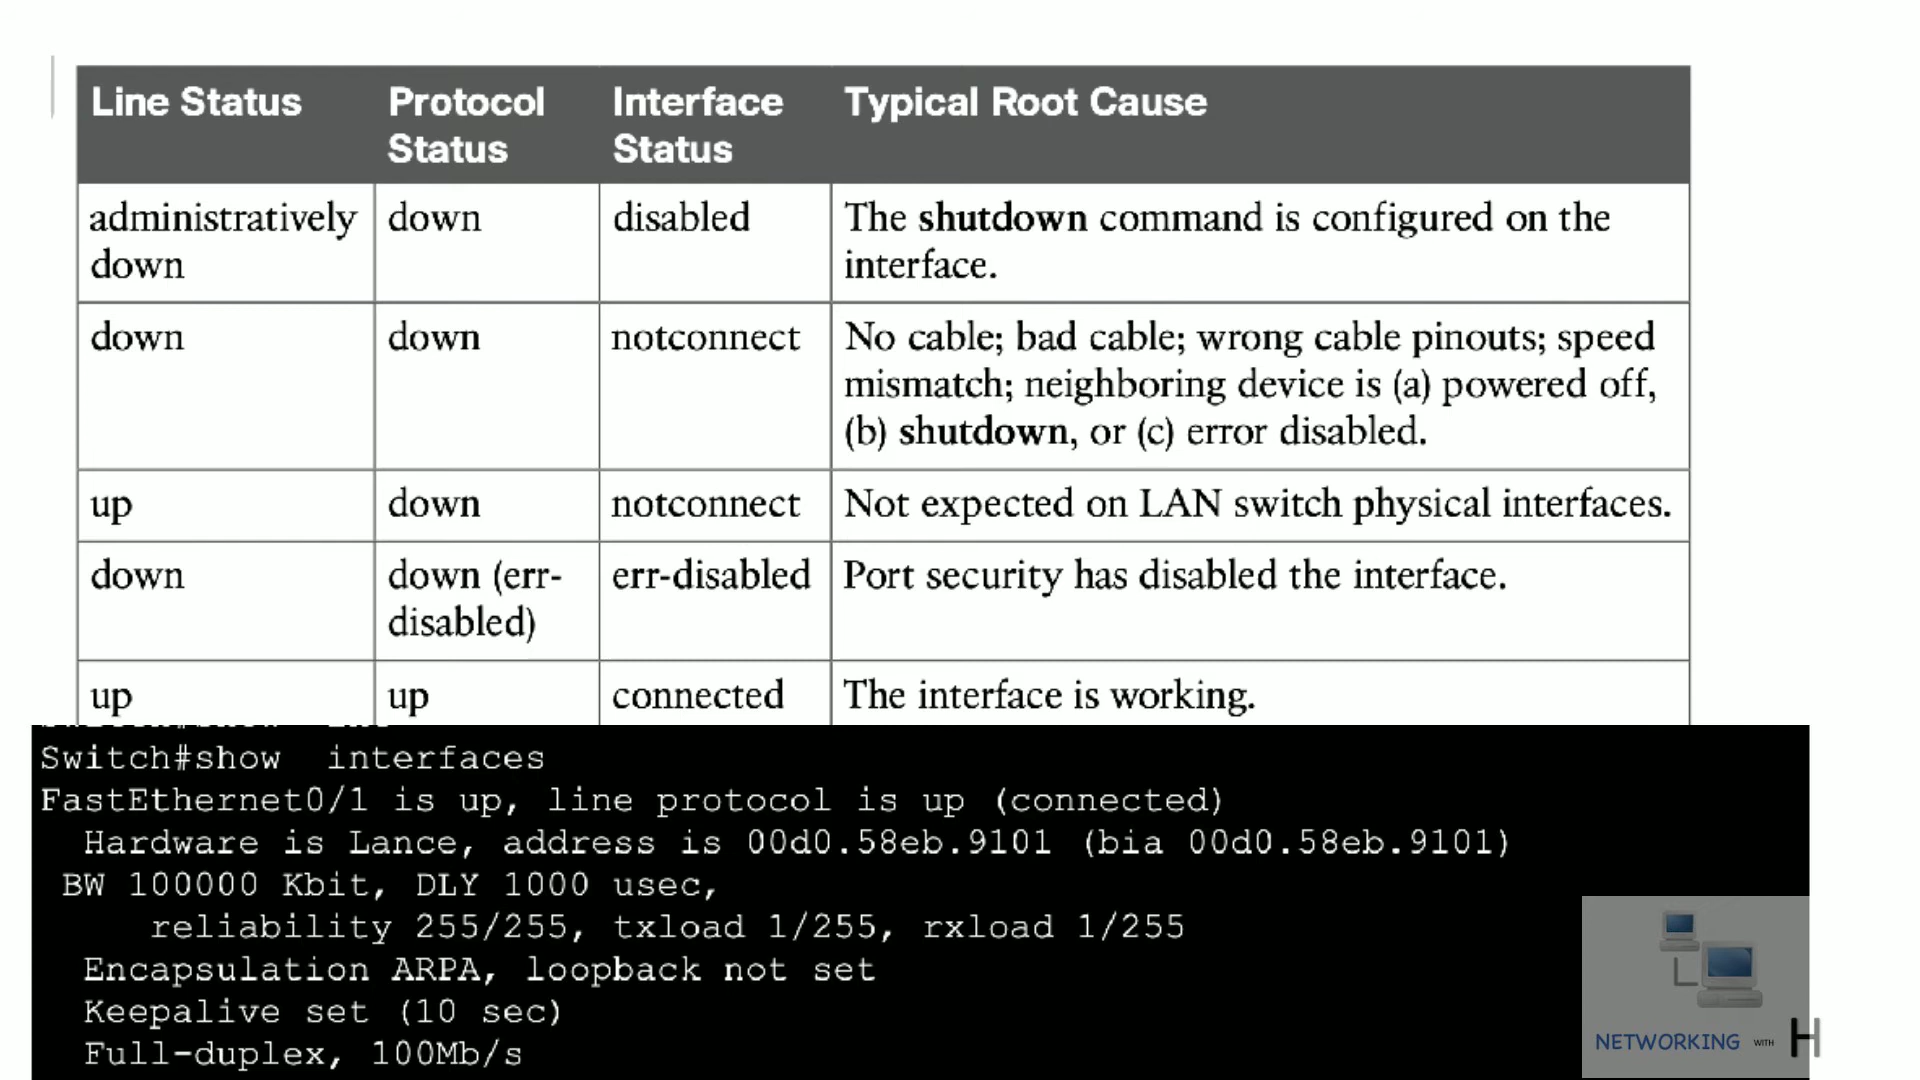 Line Status Protocol Status Interface Status Typical Root Cause
administratively down down disabled The shutdown command is configured on the interface.
down down notconnect No cable; bad cable; wrong cable pinouts; speed mismatch; neighboring device is (a) powered off, (b) shutdown, or (c) error disabled.
up down notconnect Not expected on LAN switch physical interfaces.
down down (err-disabled) err-disabled Port security has disabled the interface.
up up connected The interface is working.
Switch#show  interfaces
FastEthernet0/1 is up, line protocol is up (connected)
Hardware is Lance, address is 00d0.58eb.9101 (bia 00d0.58eb.9101)
BW 100000 Kbit, DLY 1000 usec,
reliability 255/255, txload 1/255, rxload 1/255
Encapsulation ARPA, loopback not set
Keepalive set (10 sec)
Full-duplex, 100Mb/s
NETWORKING WITH H